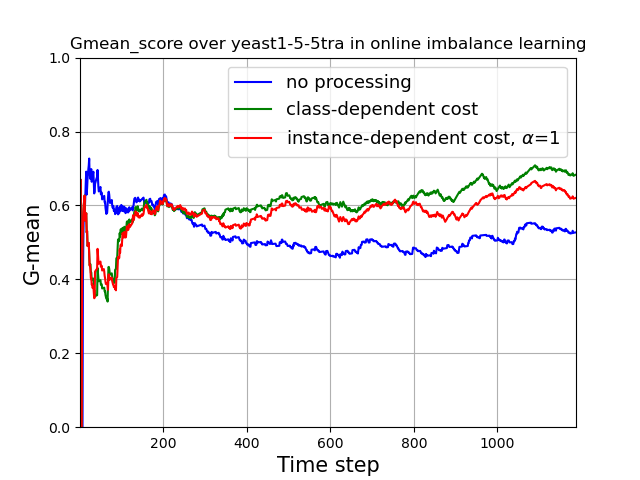 Gmean_score over yeast1-5-5tra in online imbalance learning
no processing
class-dependent cost
instance-dependent cost, α=1
G-mean
1.0
0.8
0.6
0.4
0.2
0.0
200 400 600 800 1000
Time step